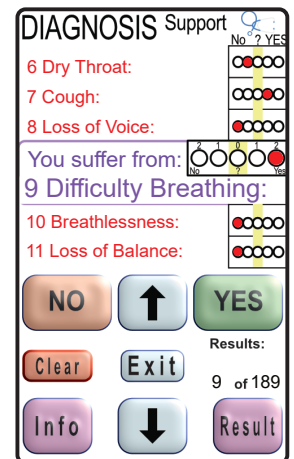 DIAGNOSIS Support
No ? YES
6 Dry Throat:
7 Cough:
8 Loss of Voice:
You suffer from:
2 1 0 1 2
No ? Yes
9 Difficulty Breathing:
10 Breathlessness:
11 Loss of Balance:
NO YES
Results:
Clear Exit
9 of 189
Info Result